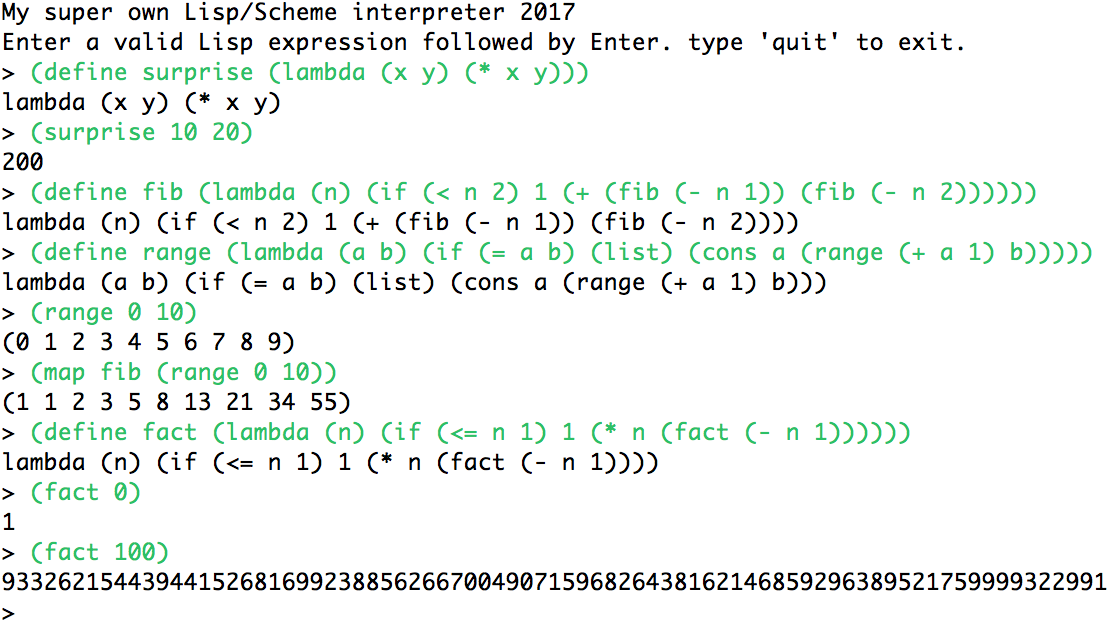 My super own Lisp/Scheme interpreter 2017
Enter a valid Lisp expression followed by Enter. type 'quit' to exit.
> (define surprise (lambda (x y) (* x y)))
lambda (x y) (* x y)
> (surprise 10 20)
200
> (define fib (lambda (n) (if (< n 2) 1 (+ (fib (- n 1)) (fib (- n 2))))))
lambda (n) (if (< n 2) 1 (+ (fib (- n 1)) (fib (- n 2))))
> (define range (lambda (a b) (if (= a b) (list) (cons a (range (+ a 1) b)))))
lambda (a b) (if (= a b) (list) (cons a (range (+ a 1) b)))
> (range 0 10)
(0 1 2 3 4 5 6 7 8 9)
> (map fib (range 0 10))
(1 1 2 3 5 8 13 21 34 55)
> (define fact (lambda (n) (if (<= n 1) 1 (* n (fact (- n 1))))))
lambda (n) (if (<= n 1) 1 (* n (fact (- n 1))))
> (fact 0)
1
> (fact 100)
9332621544394415268169923885626670049071596826438162146859296389521759999322991
>